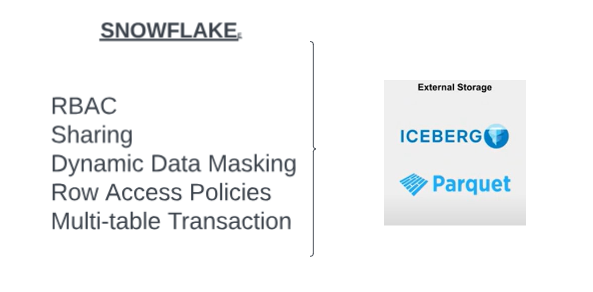 SNOWFLAKE
RBAC
Sharing
Dynamic Data Masking
Row Access Policies
Multi-table Transaction
External Storage
ICEBERG
Parquet